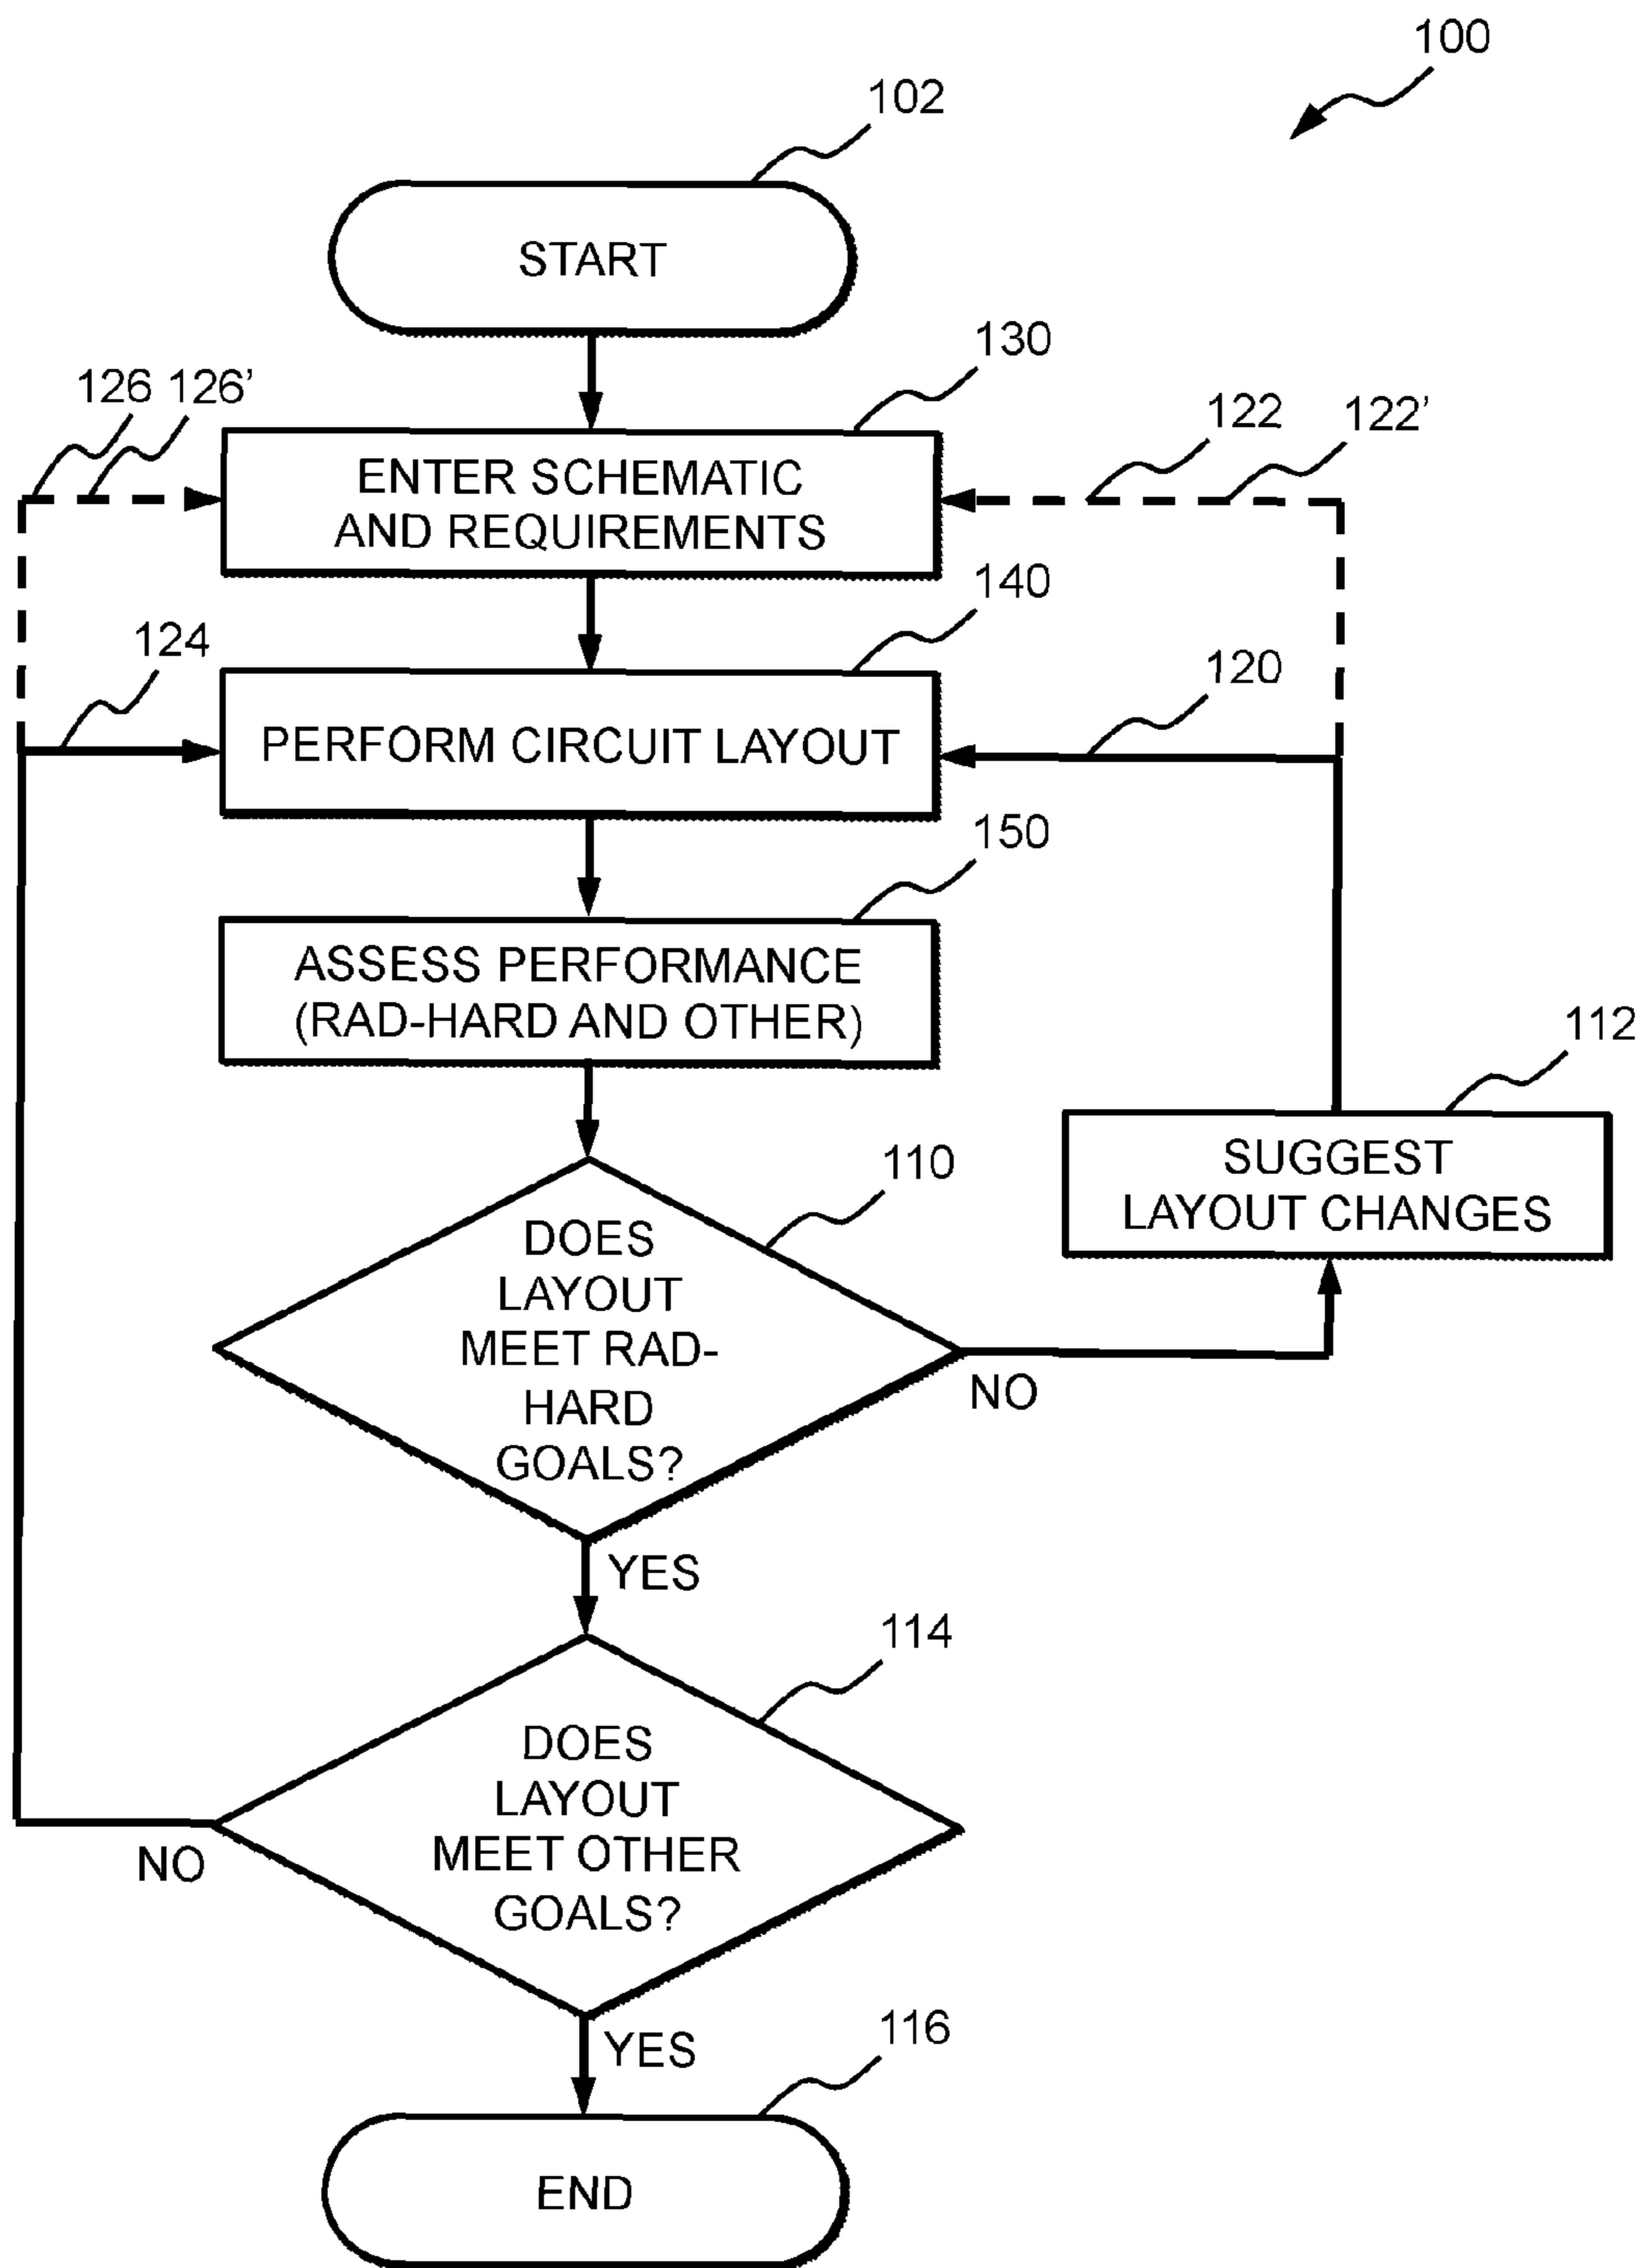 100
102
START
130
126
126'
122
122'
ENTER SCHEMATIC
AND REQUIREMENTS
140
124
120
PERFORM CIRCUIT LAYOUT
150
ASSESS PERFORMANCE
(RAD-HARD AND OTHER)
112
SUGGEST
LAYOUT CHANGES
110
DOES
LAYOUT
MEET RAD-
HARD
GOALS?
NO
YES
114
DOES
LAYOUT
MEET OTHER
GOALS?
NO
YES
116
END